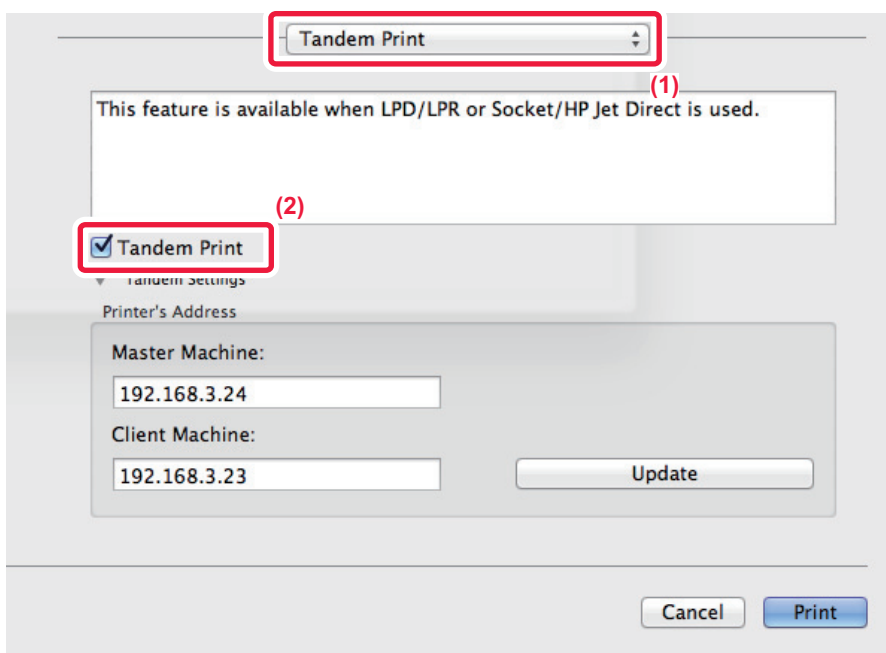 Tandem Print
(1)
This feature is available when LPD/LPR or Socket/HP Jet Direct is used.
(2)
Tandem Print
Tandem Settings
Printer's Address
Master Machine:
192.168.3.24
Client Machine:
192.168.3.23
Update
Cancel
Print